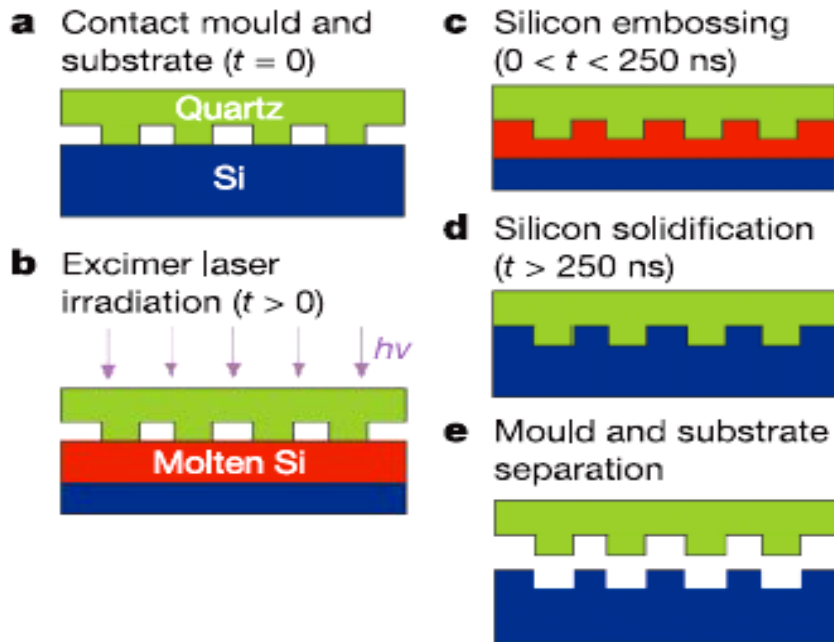 a Contact mould and
substrate (t = 0)
Quartz
Si
b Excimer laser
irradiation (t > 0)
hν
Molten Si
c Silicon embossing
(0 < t < 250 ns)
d Silicon solidification
(t > 250 ns)
e Mould and substrate
separation